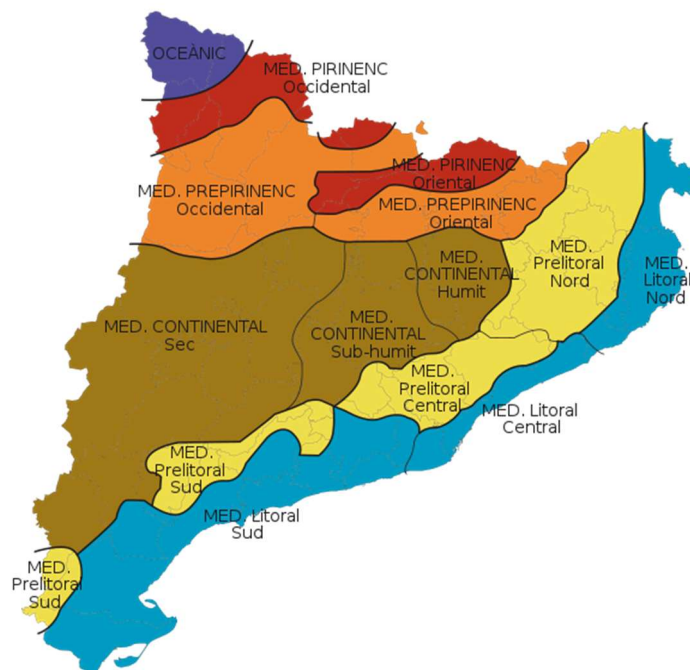 OCEÀNIC
MED. PIRINENC
Occidental
MED. PIRINENC
Oriental
MED. PREPIRINENC
Occidental
MED. PREPIRINENC
Oriental
MED.
Prelitoral
Nord
MED.
CONTINENTAL
Humit
MED.
Litoral
Nord
MED. CONTINENTAL
Sec
MED.
CONTINENTAL
Sub-humit
MED.
Prelitoral
Central
MED. Litoral
Central
MED.
Prelitoral
Sud
MED. Litoral
Sud
MED.
Prelitoral
Sud